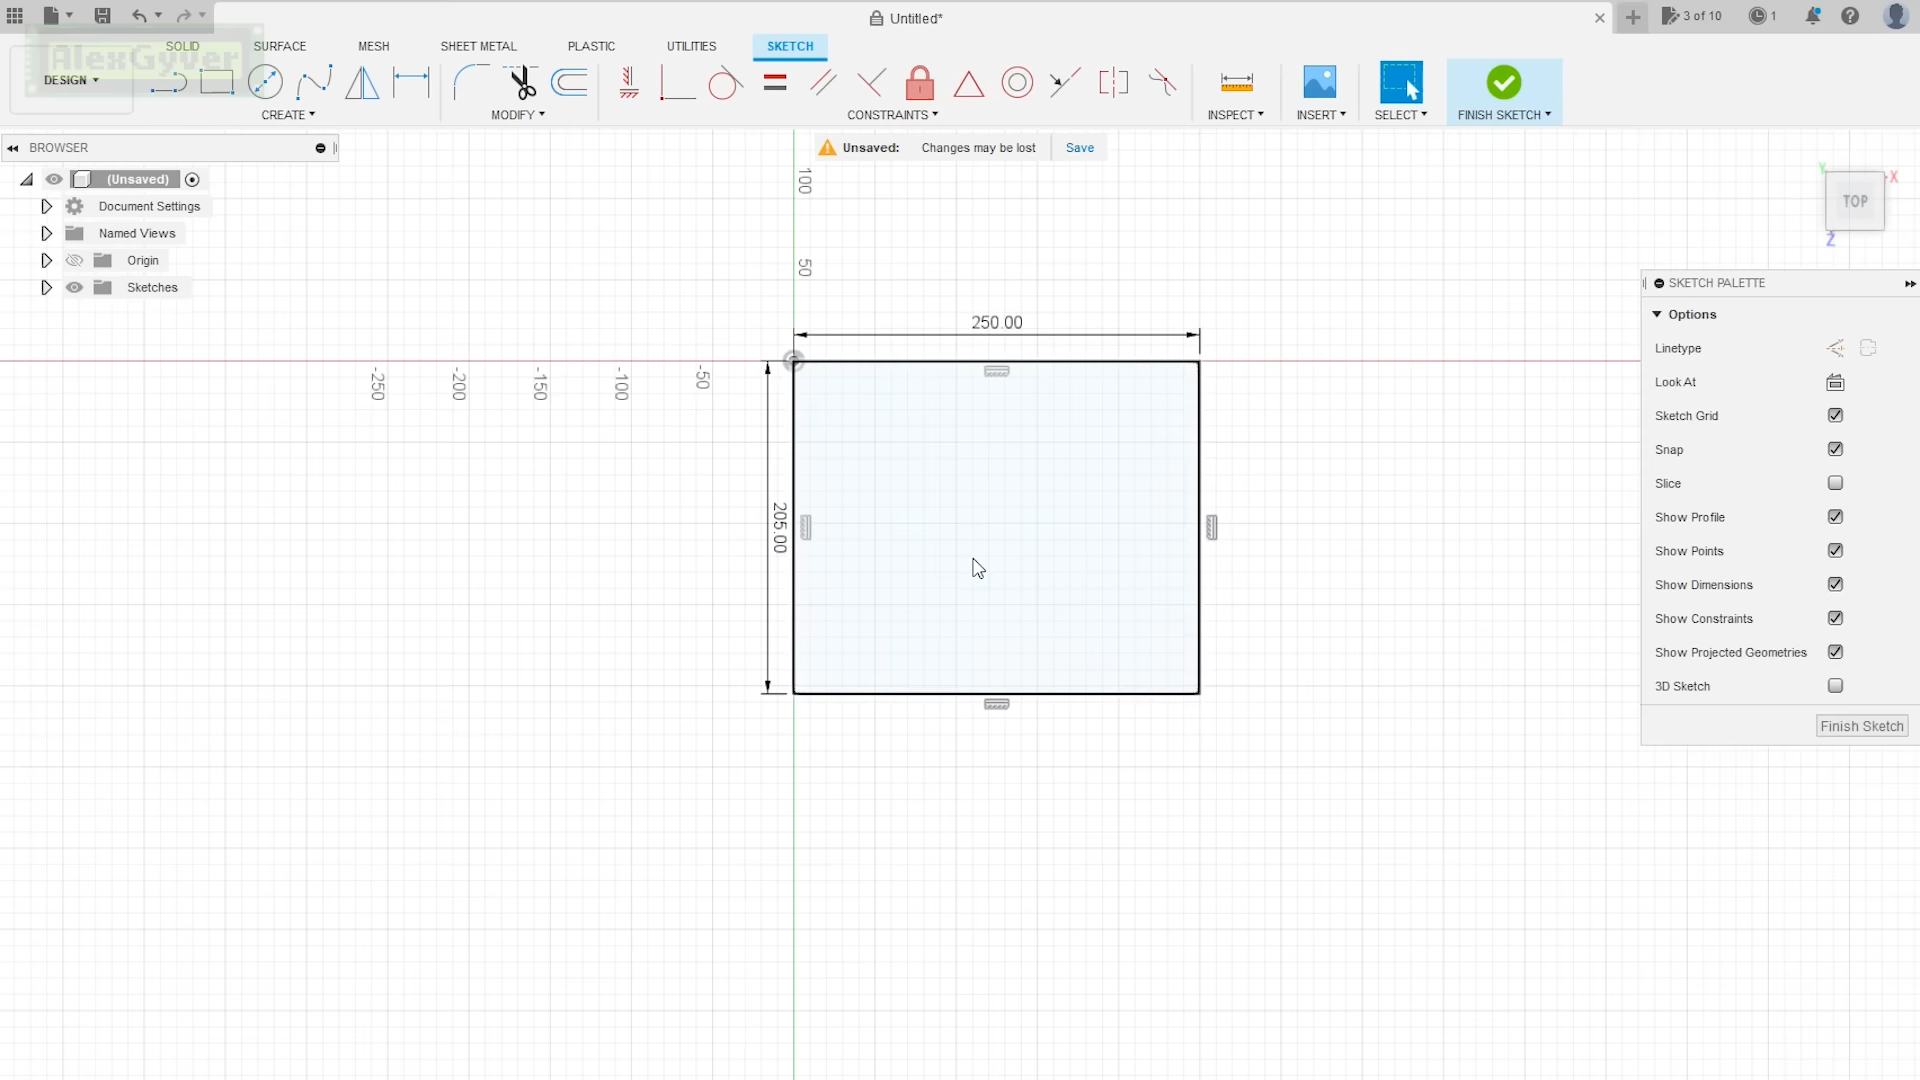 Untitled*
3 of 10
1
AlexGyver
SOLID
SURFACE
MESH
SHEET METAL
PLASTIC
UTILITIES
SKETCH
DESIGN
CREATE
MODIFY
CONSTRAINTS
INSPECT
INSERT
SELECT
FINISH SKETCH
BROWSER
Unsaved: Changes may be lost Save
(Unsaved)
Document Settings
Named Views
Origin
Sketches
100
50
250.00
-250
-200
-150
-100
-50
205.00
Y
X
TOP
Z
SKETCH PALETTE
Options
Linetype
Look At
Sketch Grid
Snap
Slice
Show Profile
Show Points
Show Dimensions
Show Constraints
Show Projected Geometries
3D Sketch
Finish Sketch